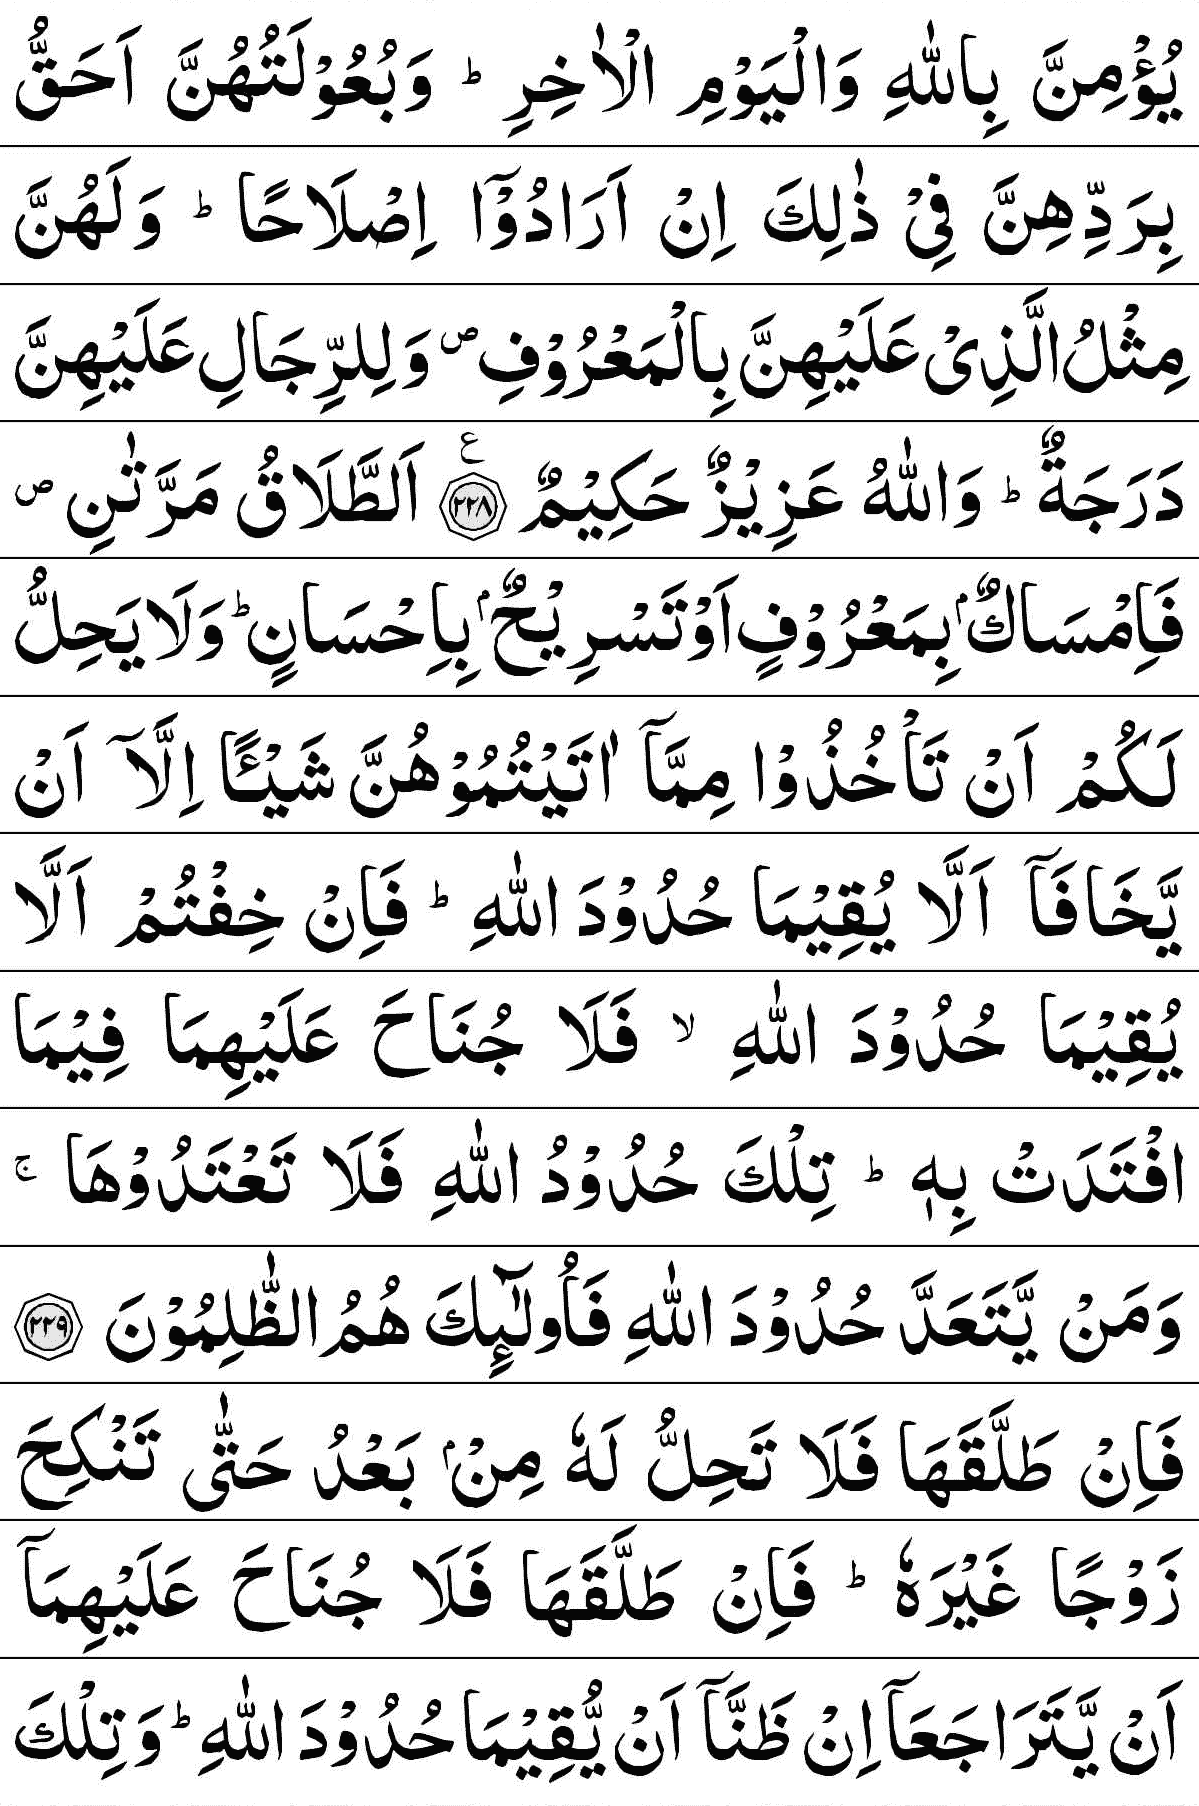 يُؤْمِنَّ بِاللّٰهِ وَالْيَوْمِ الْاٰخِرِ ؕ وَبُعُوْلَتُهُنَّ اَحَقُّ
بِرَدِّهِنَّ فِيْ ذٰلِكَ اِنْ اَرَادُوْۤا اِصْلَاحًا ؕ وَلَهُنَّ
مِثْلُ الَّذِيْ عَلَيْهِنَّ بِالْمَعْرُوْفِ ۪ وَلِلرِّجَالِ عَلَيْهِنَّ
دَرَجَةٌ ؕ وَاللّٰهُ عَزِيْزٌ حَكِيْمٌ ﴿۲۲۸﴾ ع اَلطَّلَاقُ مَرَّتٰنِ ۪
فَاِمْسَاكٌۢ بِمَعْرُوْفٍ اَوْ تَسْرِيْحٌۢ بِاِحْسَانٍ ؕ وَلَا يَحِلُّ
لَكُمْ اَنْ تَاْخُذُوْا مِمَّاۤ اٰتَيْتُمُوْهُنَّ شَيْـًٔا اِلَّاۤ اَنْ
يَّخَافَاۤ اَلَّا يُقِيْمَا حُدُوْدَ اللّٰهِ ؕ فَاِنْ خِفْتُمْ اَلَّا
يُقِيْمَا حُدُوْدَ اللّٰهِ ۙ فَلَا جُنَاحَ عَلَيْهِمَا فِيْمَا
افْتَدَتْ بِهٖ ؕ تِلْكَ حُدُوْدُ اللّٰهِ فَلَا تَعْتَدُوْهَا ۚ
وَمَنْ يَّتَعَدَّ حُدُوْدَ اللّٰهِ فَاُولٰٓئِكَ هُمُ الظّٰلِمُوْنَ ﴿۲۲۹﴾
فَاِنْ طَلَّقَهَا فَلَا تَحِلُّ لَهٗ مِنْۢ بَعْدُ حَتّٰى تَنْكِحَ
زَوْجًا غَيْرَهٗ ؕ فَاِنْ طَلَّقَهَا فَلَا جُنَاحَ عَلَيْهِمَاۤ
اَنْ يَّتَرَاجَعَاۤ اِنْ ظَنَّاۤ اَنْ يُّقِيْمَا حُدُوْدَ اللّٰهِ ؕ وَتِلْكَ